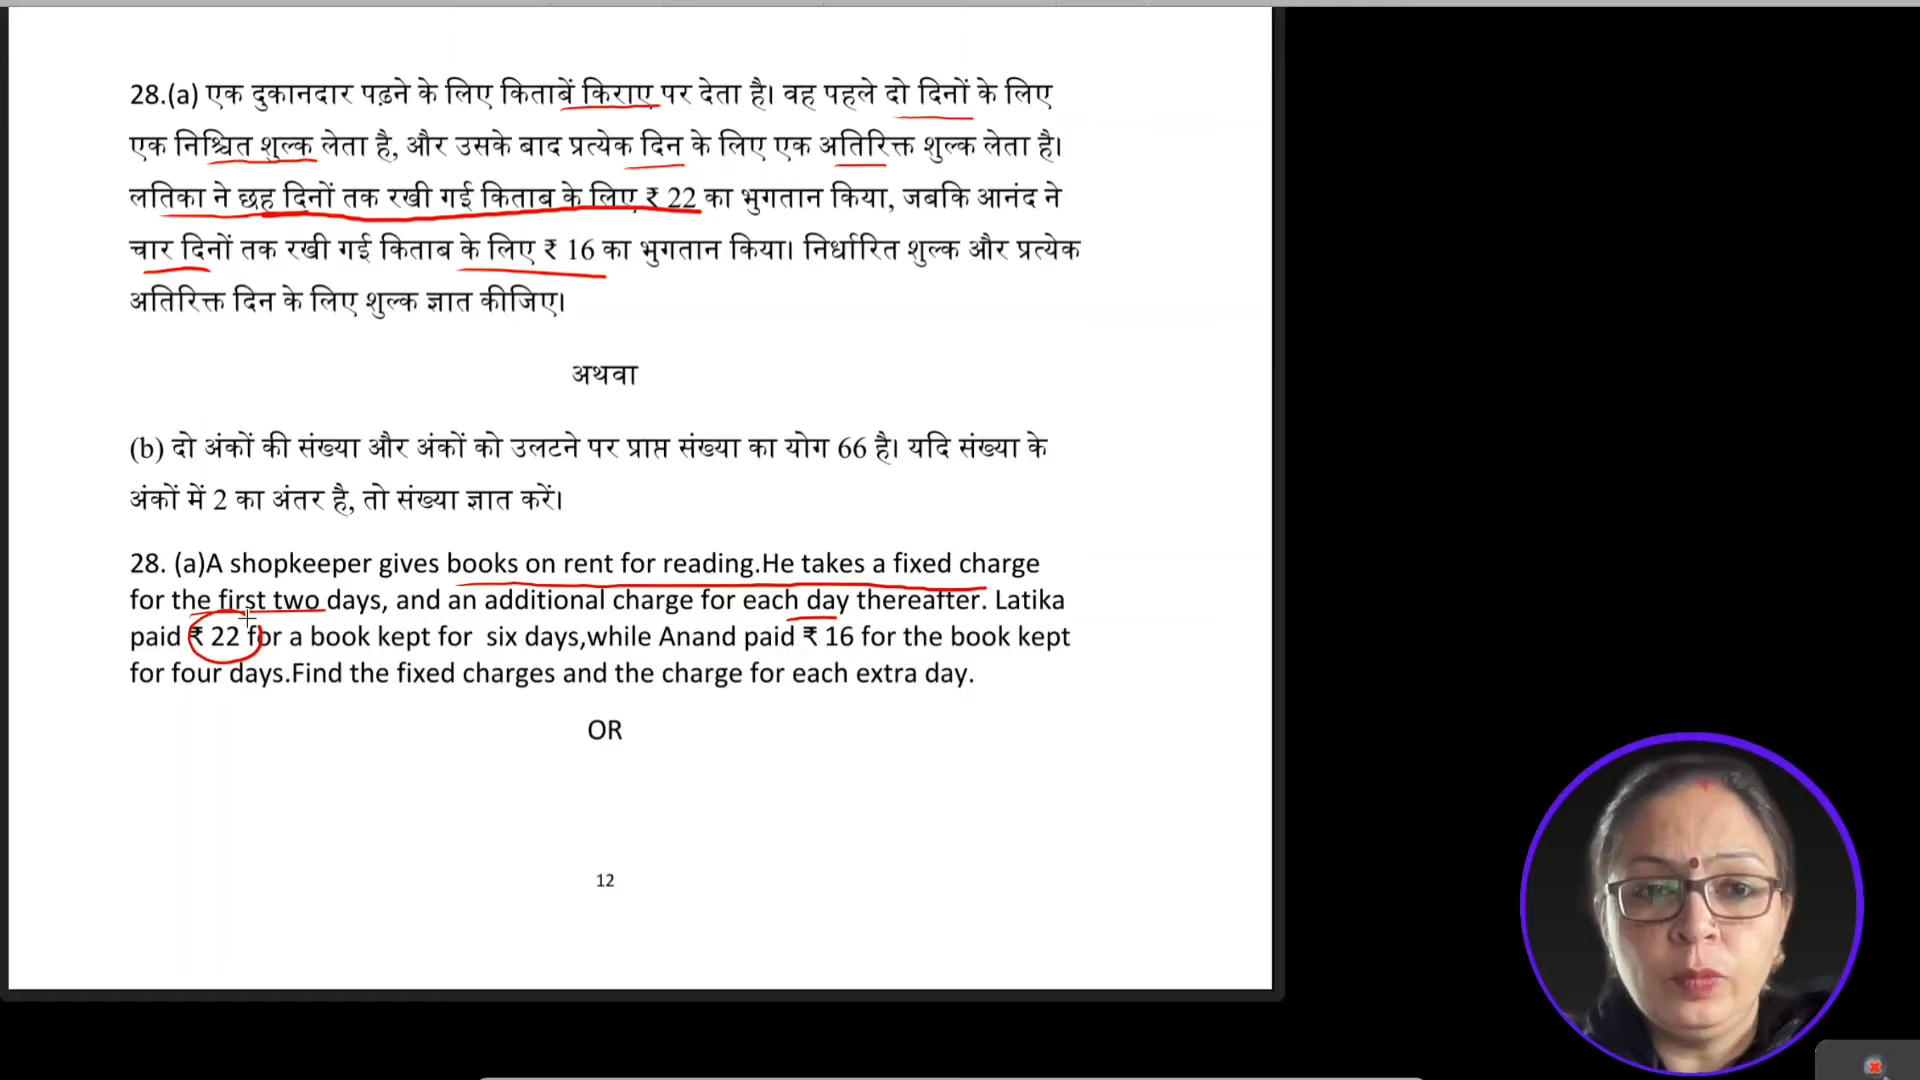 28.(a) एक दुकानदार पढ़ने के लिए किताबें किराए पर देता है। वह पहले दो दिनों के लिए
एक निश्चित शुल्क लेता है, और उसके बाद प्रत्येक दिन के लिए एक अतिरिक्त शुल्क लेता है।
लतिका ने छह दिनों तक रखी गई किताब के लिए ₹ 22 का भुगतान किया, जबकि आनंद ने
चार दिनों तक रखी गई किताब के लिए ₹ 16 का भुगतान किया। निर्धारित शुल्क और प्रत्येक
अतिरिक्त दिन के लिए शुल्क ज्ञात कीजिए।
अथवा
(b) दो अंकों की संख्या और अंकों को उलटने पर प्राप्त संख्या का योग 66 है। यदि संख्या के
अंकों में 2 का अंतर है, तो संख्या ज्ञात करें।
28. (a)A shopkeeper gives books on rent for reading.He takes a fixed charge
for the first two days, and an additional charge for each day thereafter. Latika
paid ₹ 22 for a book kept for  six days,while Anand paid ₹ 16 for the book kept
for four days.Find the fixed charges and the charge for each extra day.
OR
12